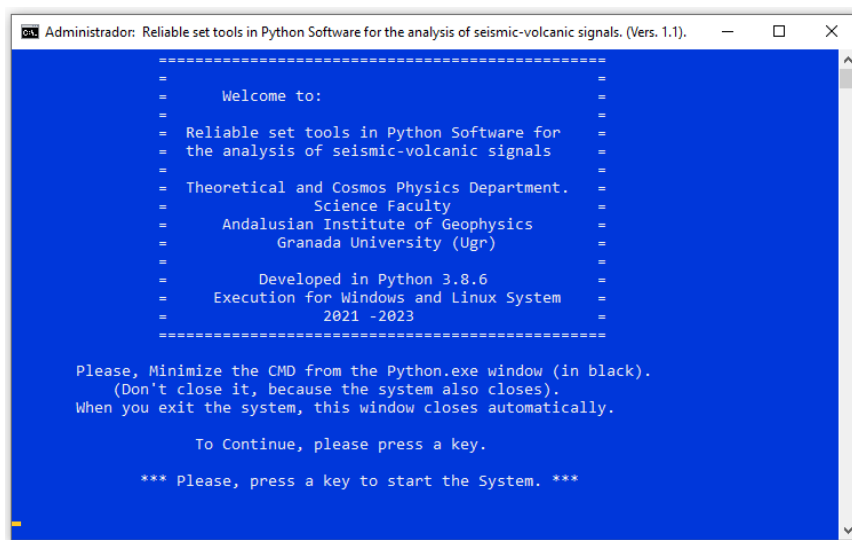 Administrador: Reliable set tools in Python Software for the analysis of seismic-volcanic signals. (Vers. 1.1).
=================================================
= =
= Welcome to: =
= =
= Reliable set tools in Python Software for =
= the analysis of seismic-volcanic signals =
= =
= Theoretical and Cosmos Physics Department. =
= Science Faculty =
= Andalusian Institute of Geophysics =
= Granada University (Ugr) =
= =
= Developed in Python 3.8.6 =
= Execution for Windows and Linux System =
= 2021 -2023 =
=================================================
Please, Minimize the CMD from the Python.exe window (in black).
(Don't close it, because the system also closes).
When you exit the system, this window closes automatically.
To Continue, please press a key.
*** Please, press a key to start the System. ***